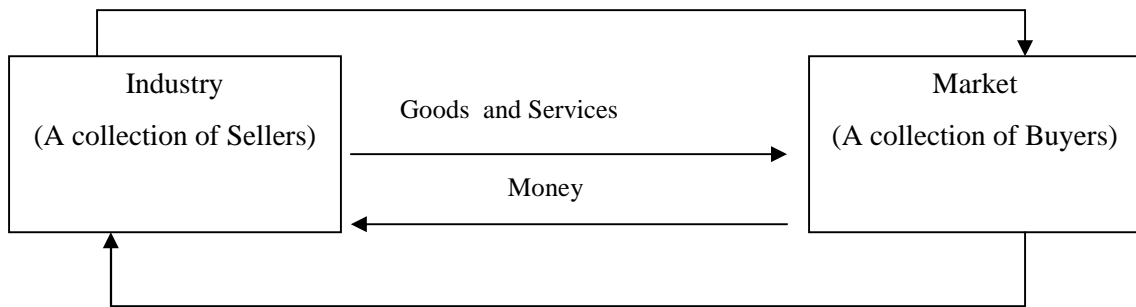 Industry
(A collection of Sellers)
Goods and Services
Money
Market
(A collection of Buyers)